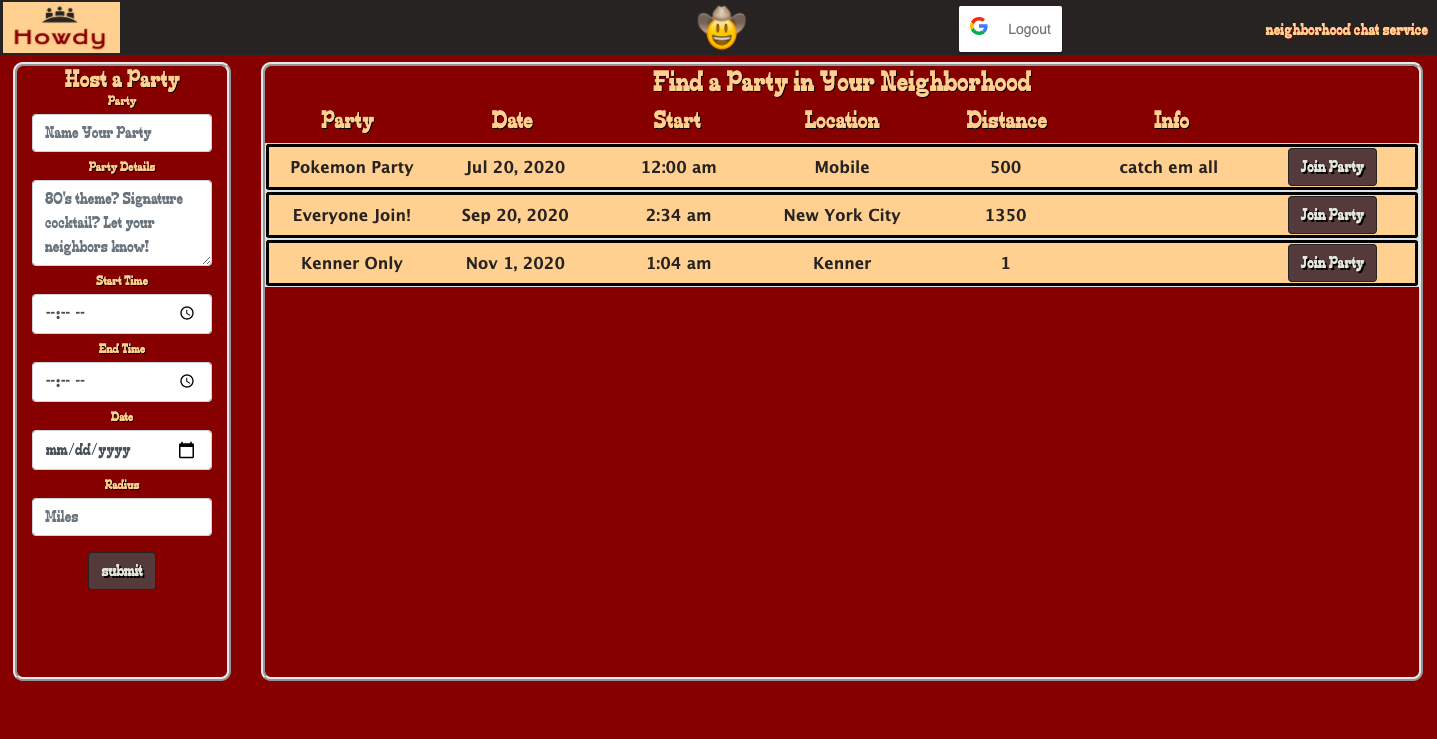 Howdy
Logout
neighborhood chat service
Host a Party
Party
Name Your Party
Party Details
80's theme? Signature
cocktail? Let your
neighbors know!
Start Time
--:-- --
End Time
--:-- --
Date
mm/dd/yyyy
Radius
Miles
submit
Find a Party in Your Neighborhood
Party Date Start Location Distance Info
Pokemon Party Jul 20, 2020 12:00 am Mobile 500 catch em all Join Party
Everyone Join! Sep 20, 2020 2:34 am New York City 1350 Join Party
Kenner Only Nov 1, 2020 1:04 am Kenner 1 Join Party